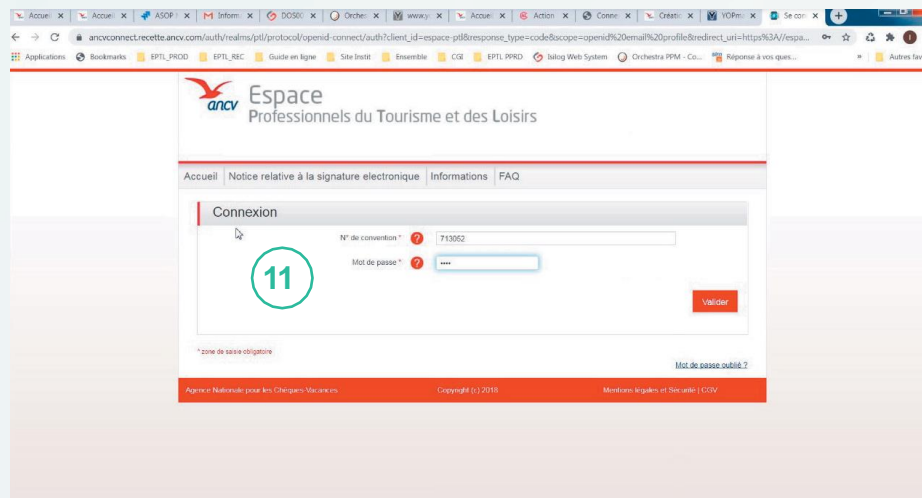 Accuei Accuei ASOP Inform DO500 Orches www.y Accuei Action Conne Créatic YOPm Se con
ancvconnect.recette.ancv.com/auth/realms/ptl/protocol/openid-connect/auth?client_id=espace-ptl&response_type=code&scope=openid%20email%20profile&redirect_uri=https%3A//espa...
Applications Bookmarks EPTL_PROD EPTL_REC Guide en ligne Site Instit Ensemble CGI EPTL PPRD Isilog Web System Orchestra PPM - Co... Réponse à vos ques... » Autres fav
ancv Espace
Professionnels du Tourisme et des Loisirs
Accueil Notice relative à la signature electronique Informations FAQ
Connexion
N° de convention * ? 713052
Mot de passe * ? ••••
11
Valider
* zone de saisie obligatoire
Mot de passe oublié ?
Agence Nationale pour les Chèques-Vacances Copyright (c) 2018 Mentions légales et Sécurité | CGV